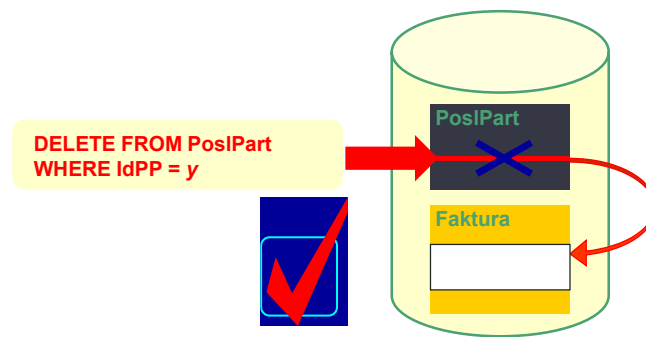 PoslPart
DELETE FROM PoslPart
WHERE IdPP = y
Faktura